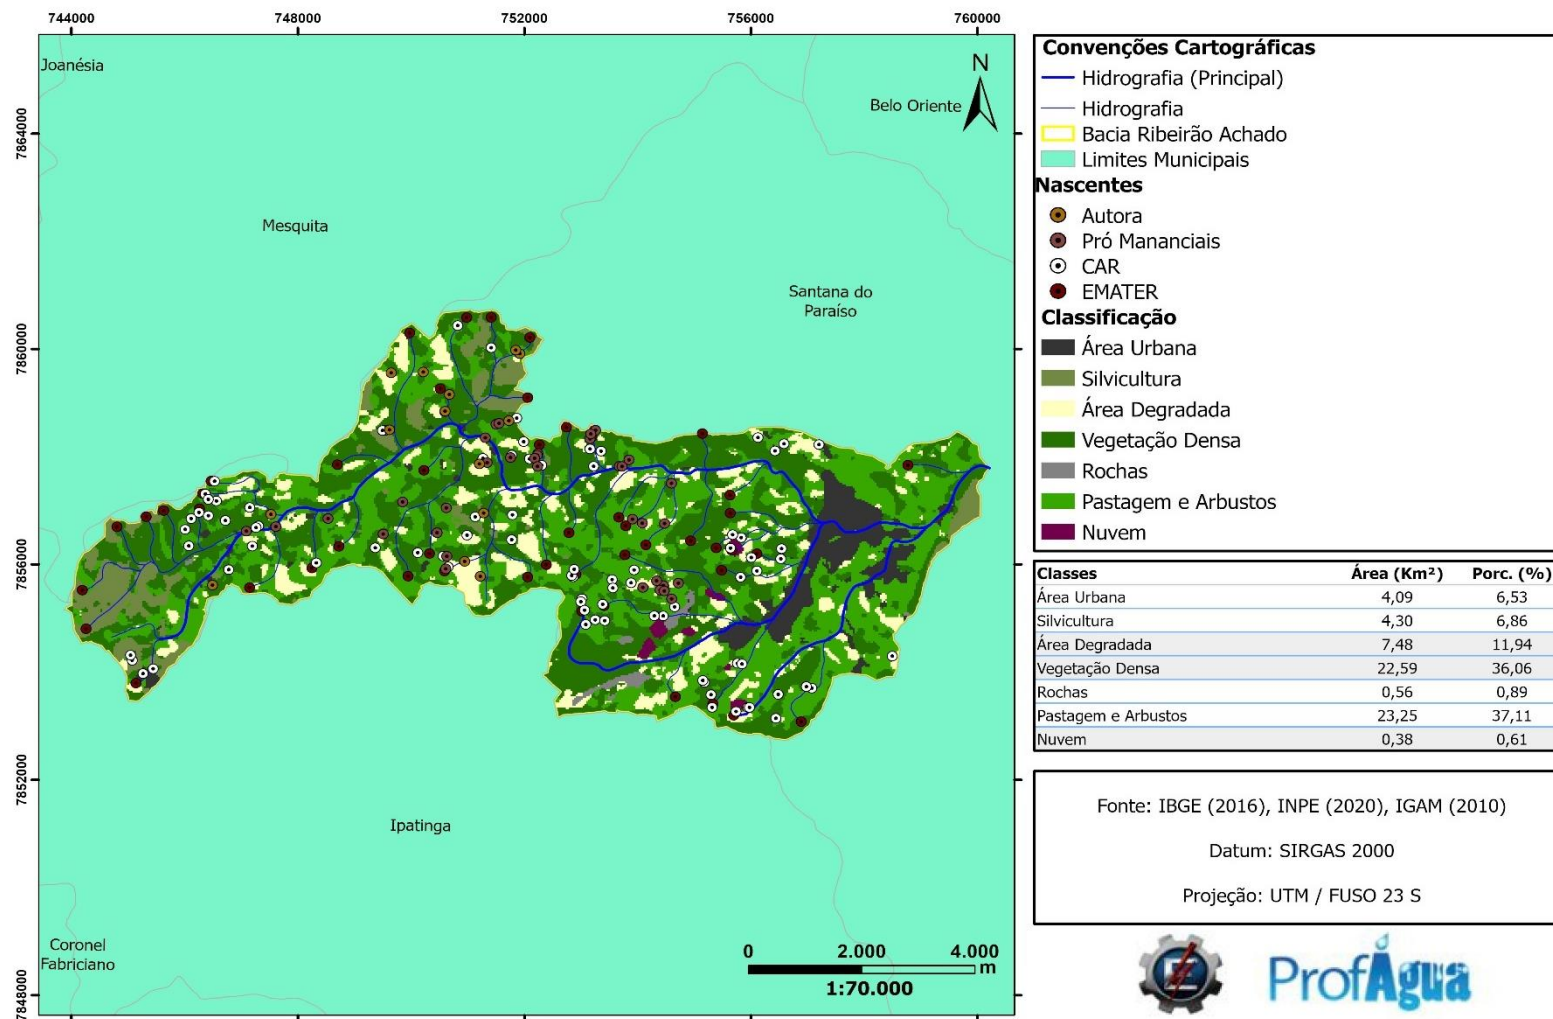 744000 748000 752000 756000 760000
7864000
7860000
7856000
7852000
7848000
Joanésia
Belo Oriente
N
Mesquita
Santana do
Paraíso
Ipatinga
Coronel
Fabriciano
0 2.000 4.000
m
1:70.000
Convenções Cartográficas
Hidrografia (Principal)
Hidrografia
Bacia Ribeirão Achado
Limites Municipais
Nascentes
Autora
Pró Mananciais
CAR
EMATER
Classificação
Área Urbana
Silvicultura
Área Degradada
Vegetação Densa
Rochas
Pastagem e Arbustos
Nuvem
Classes Área (Km²) Porc. (%)
Área Urbana 4,09 6,53
Silvicultura 4,30 6,86
Área Degradada 7,48 11,94
Vegetação Densa 22,59 36,06
Rochas 0,56 0,89
Pastagem e Arbustos 23,25 37,11
Nuvem 0,38 0,61
Fonte: IBGE (2016), INPE (2020), IGAM (2010)
Datum: SIRGAS 2000
Projeção: UTM / FUSO 23 S
ProfÁgua